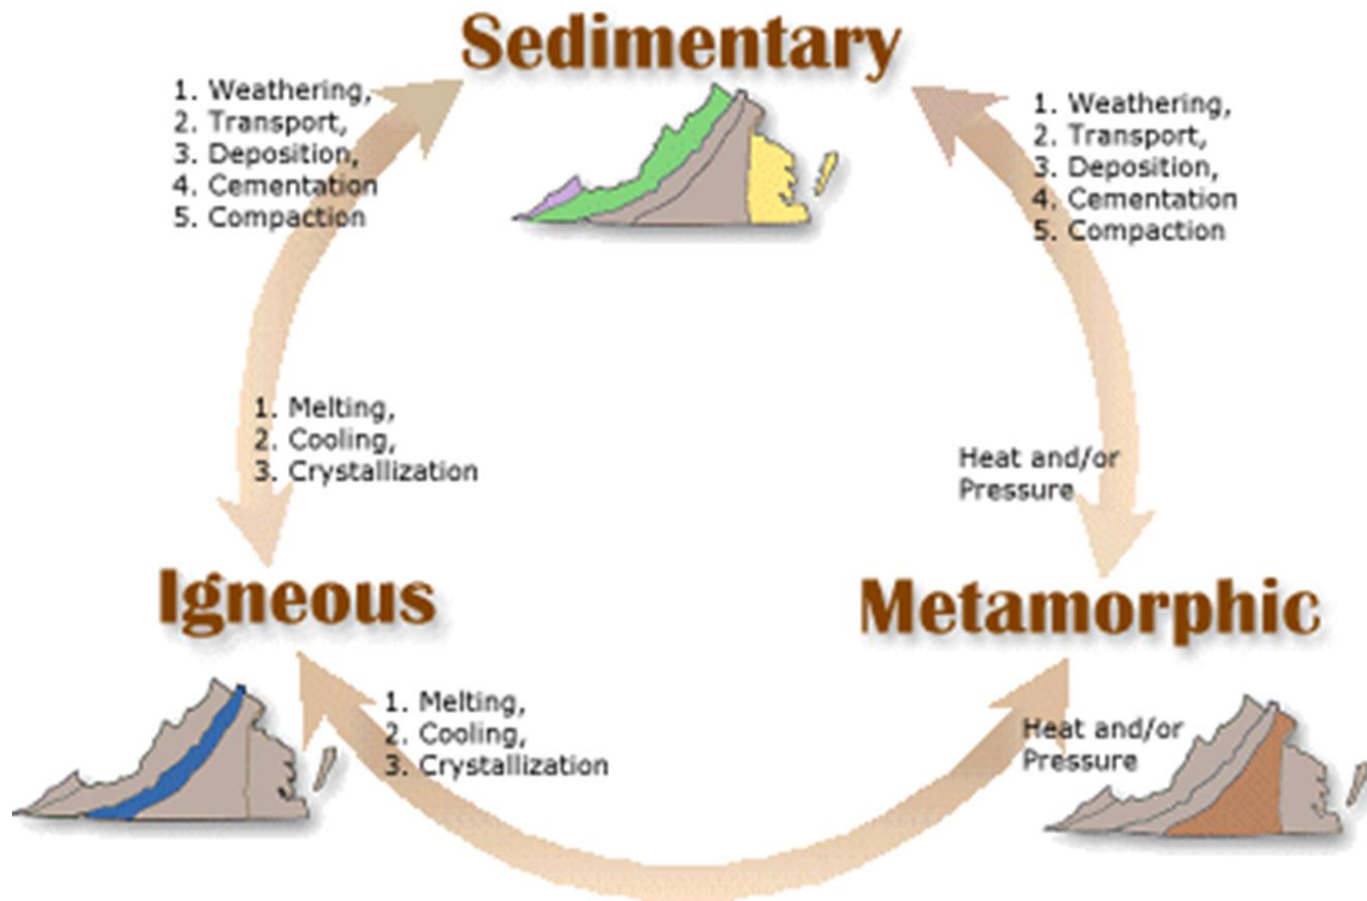 Sedimentary
1. Weathering,
2. Transport,
3. Deposition,
4. Cementation
5. Compaction
1. Weathering,
2. Transport,
3. Deposition,
4. Cementation
5. Compaction
1. Melting,
2. Cooling,
3. Crystallization
Heat and/or
Pressure
Igneous
Metamorphic
1. Melting,
2. Cooling,
3. Crystallization
Heat and/or
Pressure